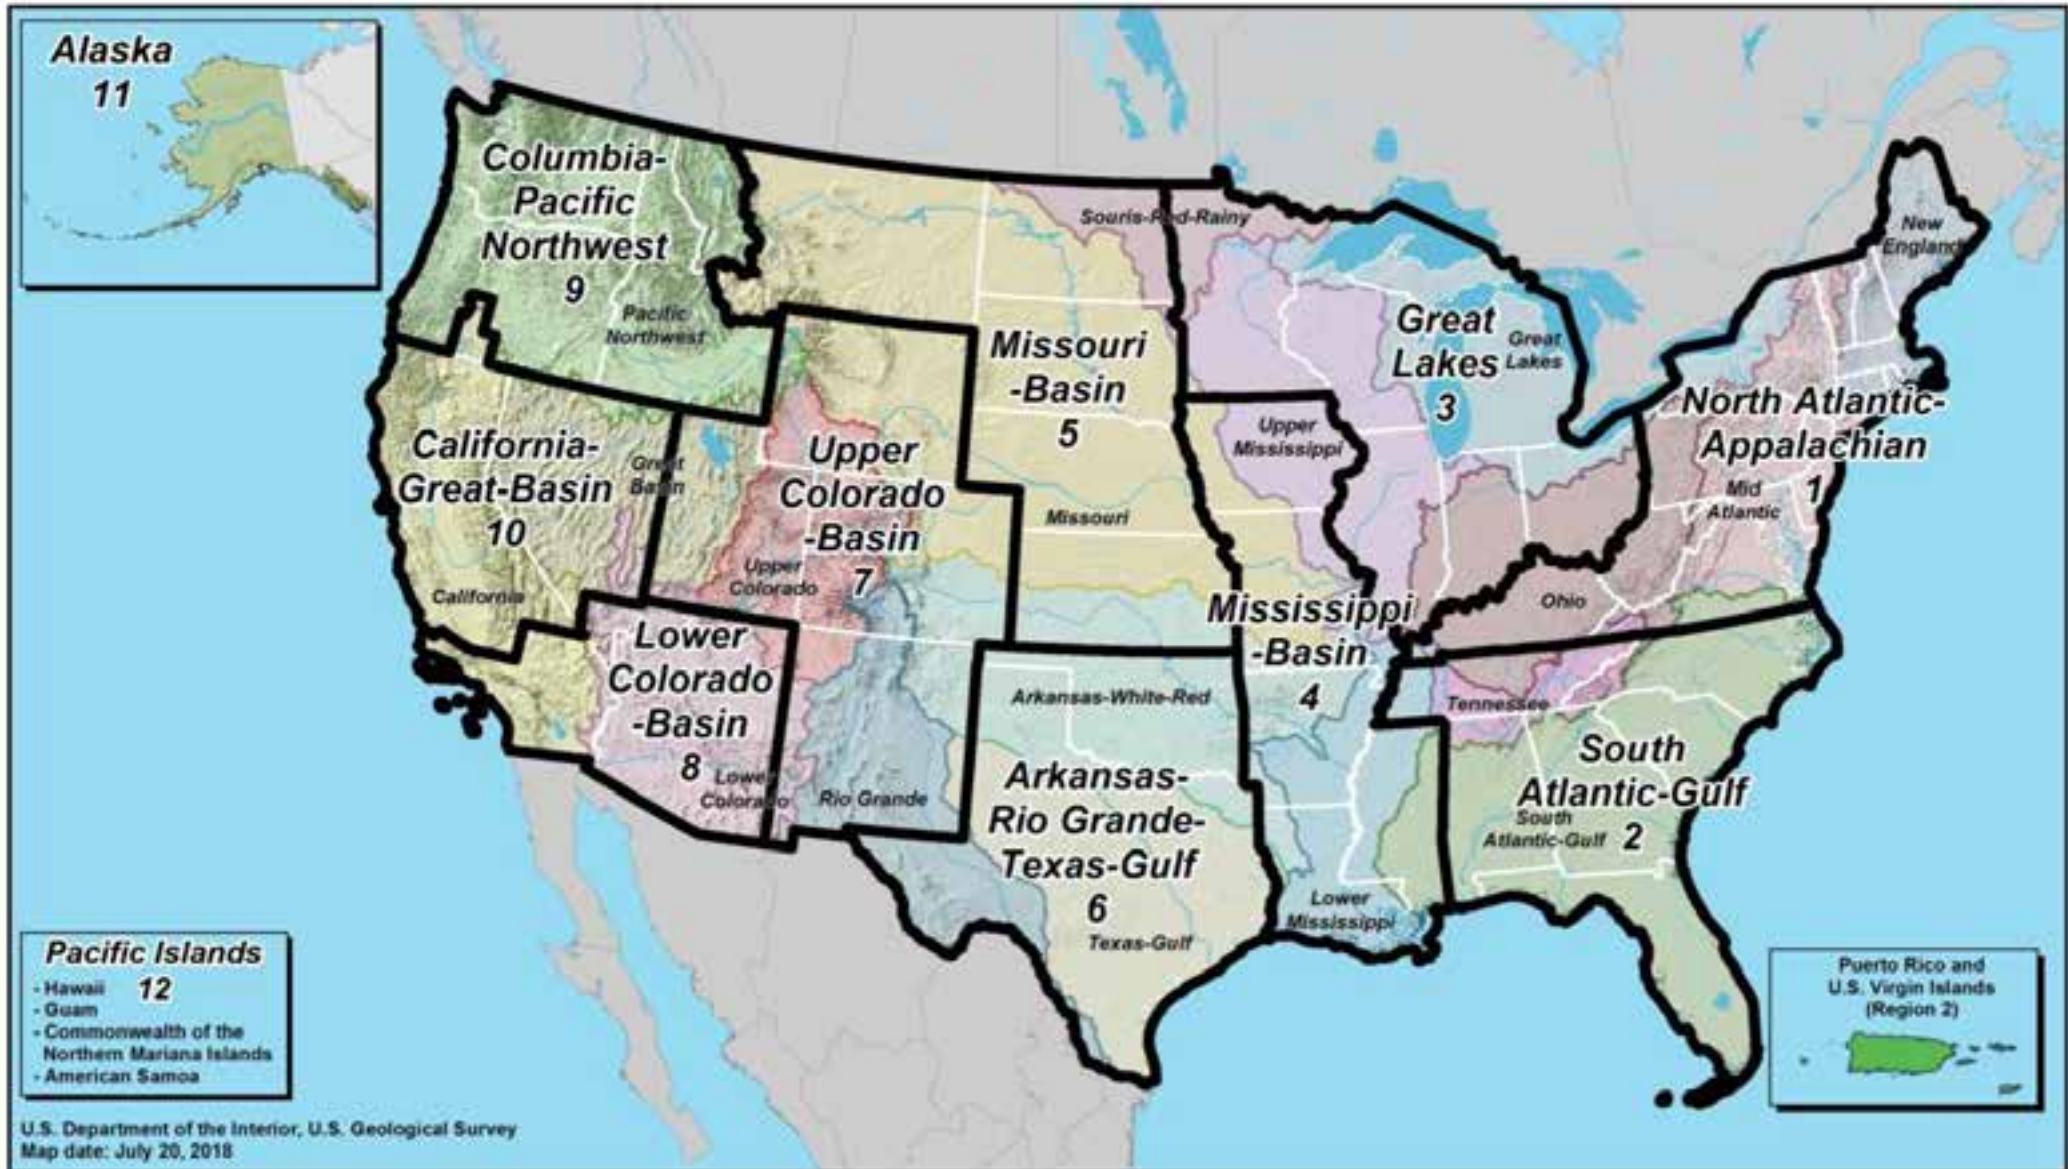 Alaska
11
Columbia-
Pacific
Northwest
9
Pacific
Northwest
Souris-Red-Rainy
New
England
Missouri
-Basin
5
Missouri
Great
Lakes
3
Great
Lakes
North Atlantic-
Appalachian
1
Mid
Atlantic
Upper
Mississippi
California-
Great-Basin
10
Great
Basin
California
Upper
Colorado
-Basin
7
Upper
Colorado
Ohio
Mississippi
-Basin
4
Lower
Colorado
-Basin
8
Lower
Colorado
Rio Grande
Arkansas-White-Red
Arkansas-
Rio Grande-
Texas-Gulf
6
Texas-Gulf
Tennessee
South
Atlantic-Gulf
2
South
Atlantic-Gulf
Lower
Mississippi
Pacific Islands
12
- Hawaii
- Guam
- Commonwealth of the
Northern Mariana Islands
- American Samoa
Puerto Rico and
U.S. Virgin Islands
(Region 2)
U.S. Department of the Interior, U.S. Geological Survey
Map date: July 20, 2018